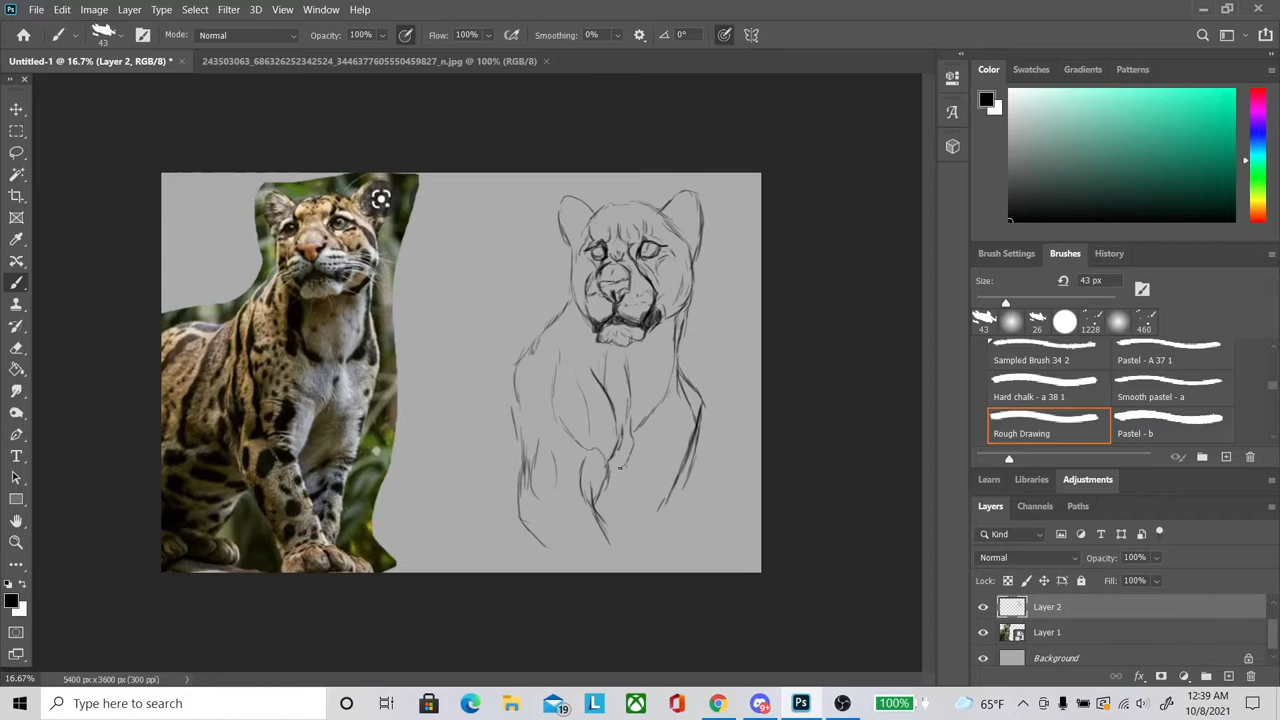 Ps File Edit Image Layer Type Select Filter 3D View Window Help
43 Mode: Normal Opacity: 100% Flow: 100% Smoothing: 0% 0°
Untitled-1 @ 16.7% (Layer 2, RGB/8) * × 243503063_686326252342524_3446377605550459827_n.jpg @ 100% (RGB/8) ×
Color Swatches Gradients Patterns
Brush Settings Brushes History
Size: 43 px
43 26 1228 460
Sampled Brush 34 2 Pastel - A 37 1
Hard chalk - a 38 1 Smooth pastel - a
Rough Drawing Pastel - b
Learn Libraries Adjustments
Layers Channels Paths
Kind
Normal Opacity: 100%
Lock: Fill: 100%
Layer 2
Layer 1
Background
16.67% 5400 px x 3600 px (300 ppi)
Type here to search
19 L 9+ Ps 100% 65°F
12:39 AM
10/8/2021